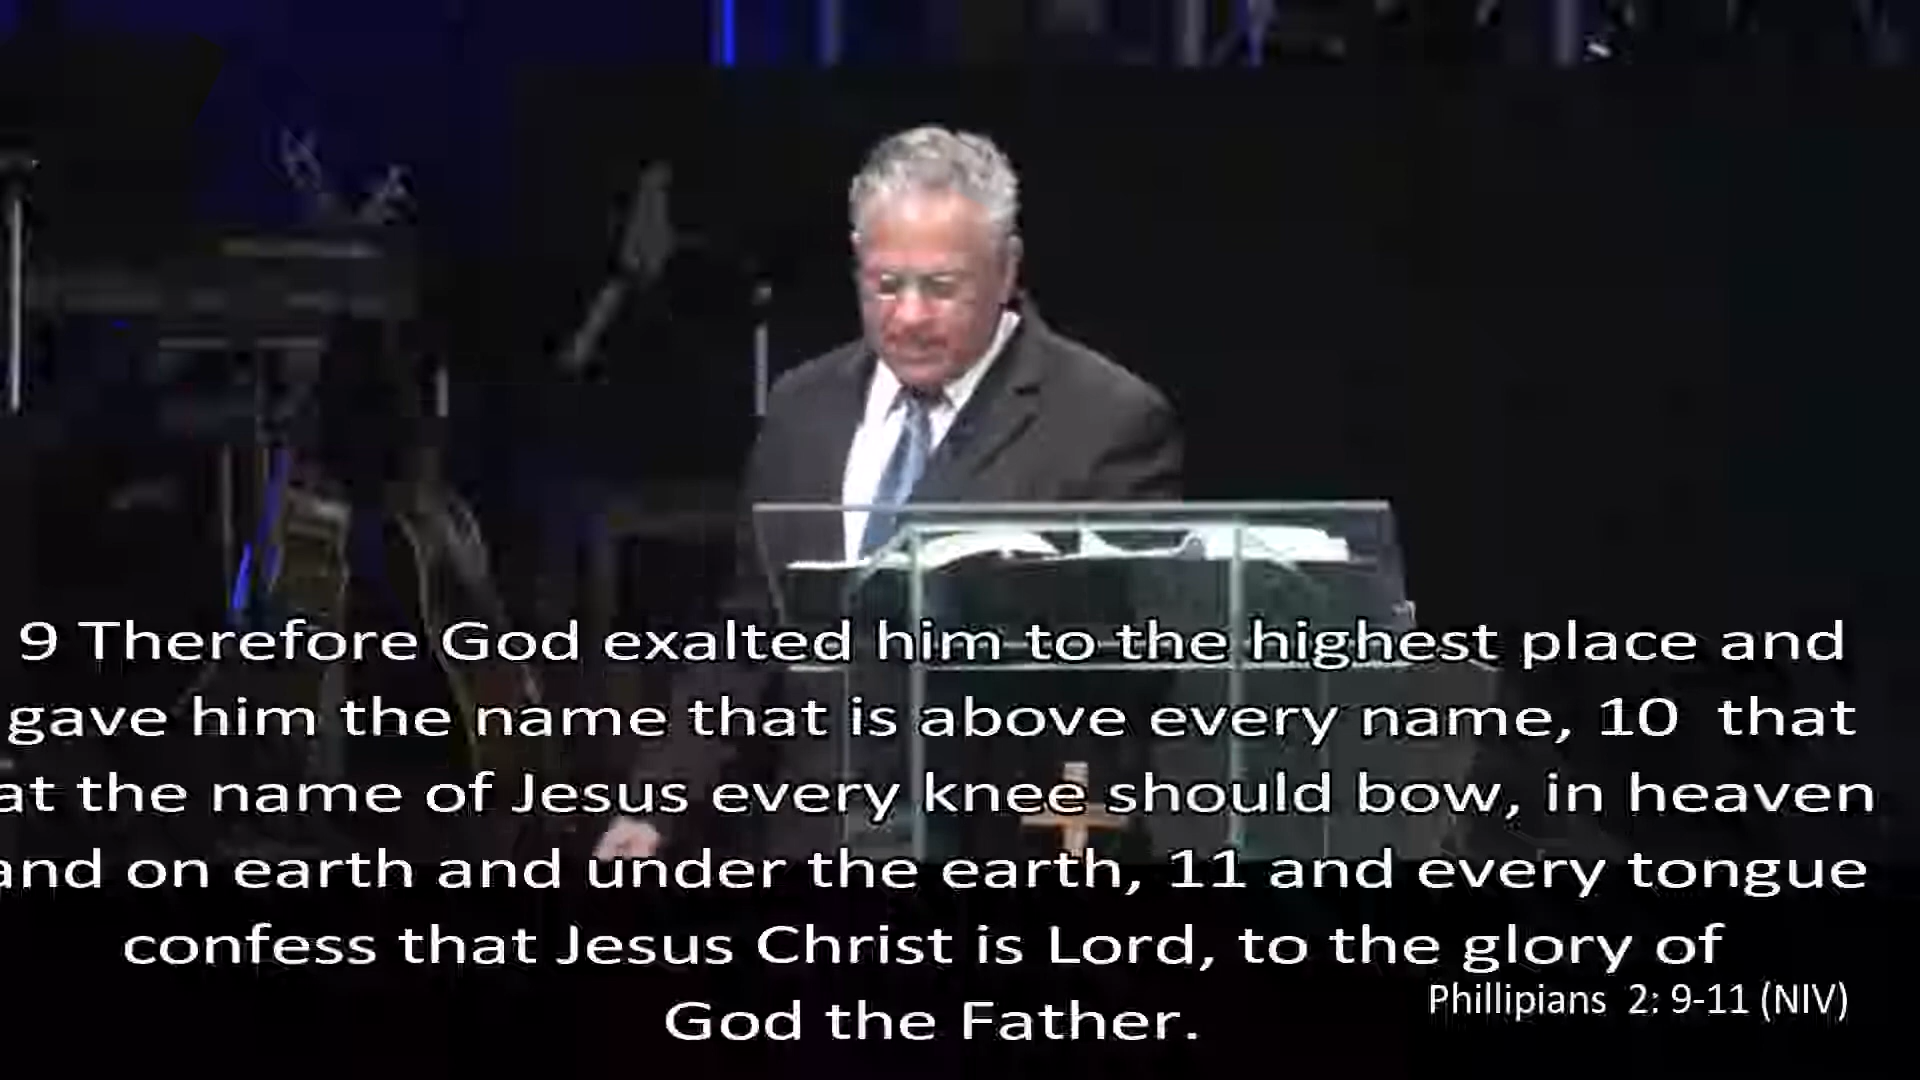 9 Therefore God exalted him to the highest place and
gave him the name that is above every name, 10 that
at the name of Jesus every knee should bow, in heaven
and on earth and under the earth, 11 and every tongue
confess that Jesus Christ is Lord, to the glory of
God the Father.
Phillipians 2: 9-11 (NIV)